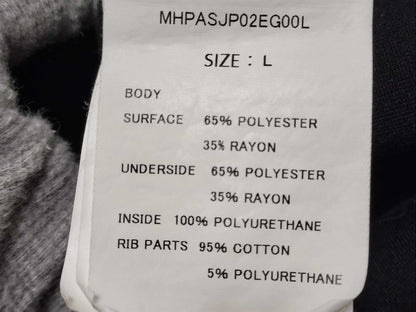 MHPASJP02EG00L
SIZE : L
BODY
SURFACE 65% POLYESTER
35% RAYON
UNDERSIDE 65% POLYESTER
35% RAYON
INSIDE 100% POLYURETHANE
RIB PARTS 95% COTTON
5% POLYURETHANE